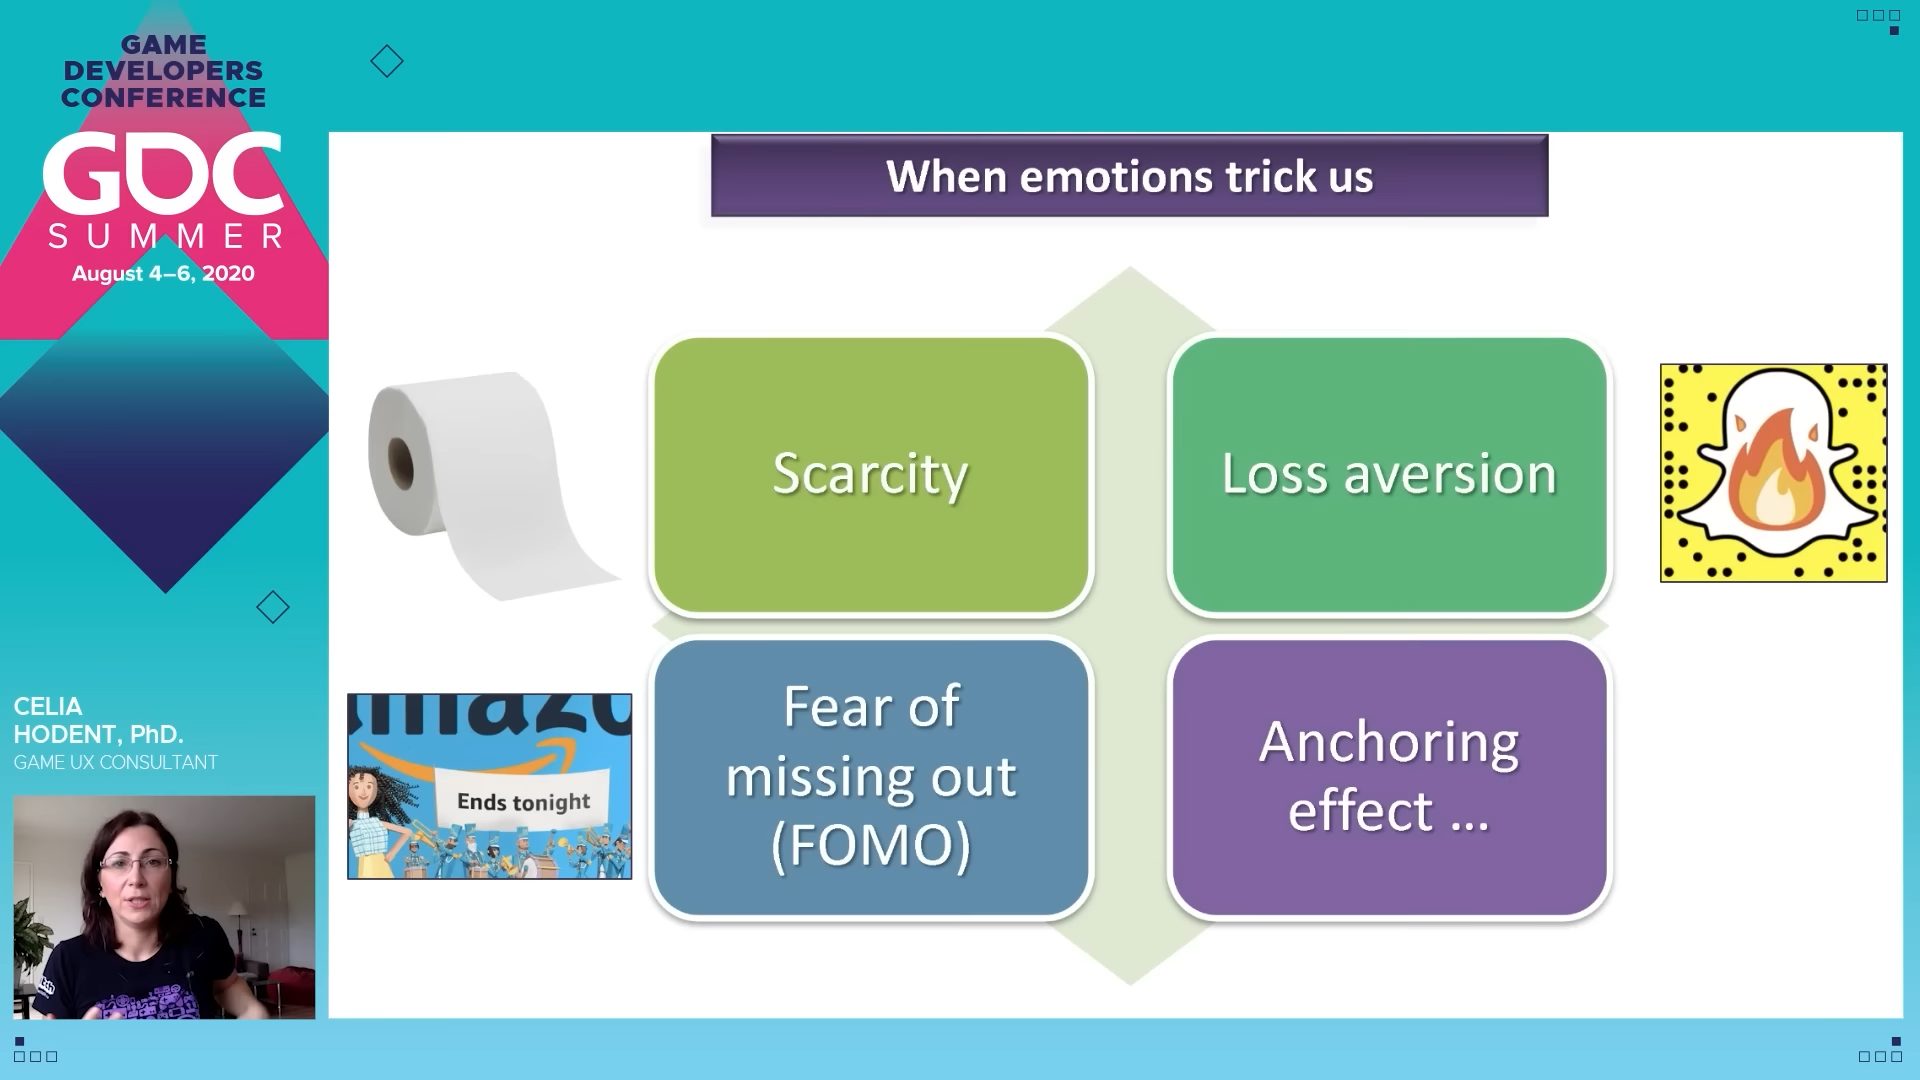 GAME
DEVELOPERS
CONFERENCE
GDC
SUMMER
August 4–6, 2020
CELIA
HODENT, PhD.
GAME UX CONSULTANT
When emotions trick us
Scarcity
Loss aversion
Fear of
missing out
(FOMO)
Anchoring
effect ...
Ends tonight